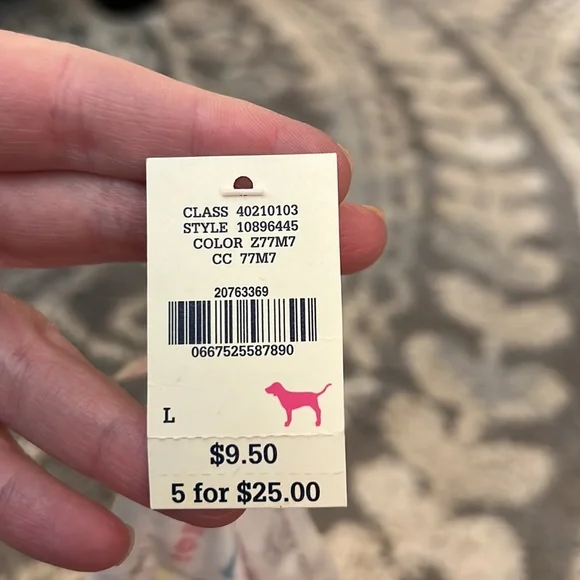 CLASS 40210103
STYLE 10896445
COLOR Z77M7
CC 77M7
20763369
0667525587890
L
$9.50
5 for $25.00